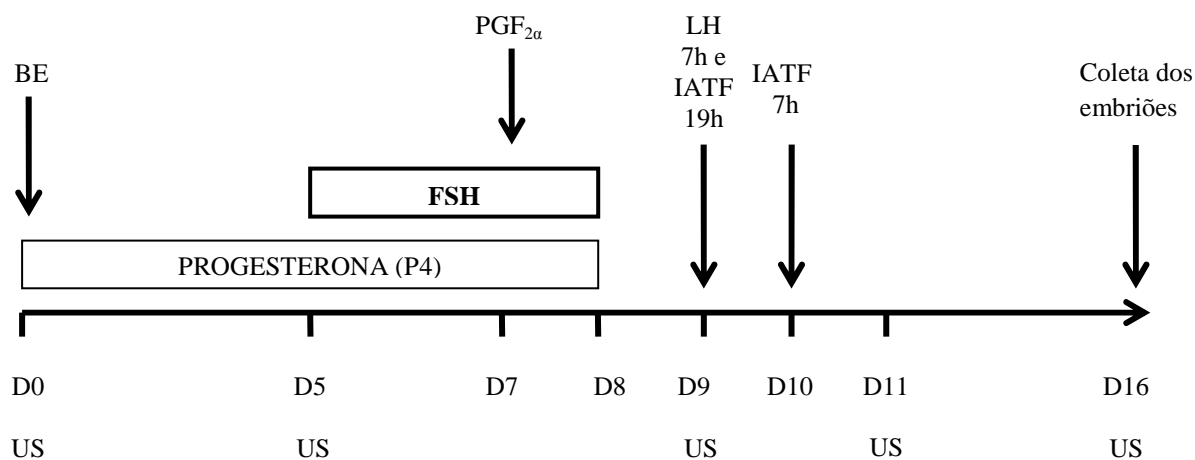 PGF2α
LH
7h e
IATF
19h
BE
IATF
7h
Coleta dos
embriões
FSH
PROGESTERONA (P4)
D0 D5 D7 D8 D9 D10 D11 D16
US US US US US